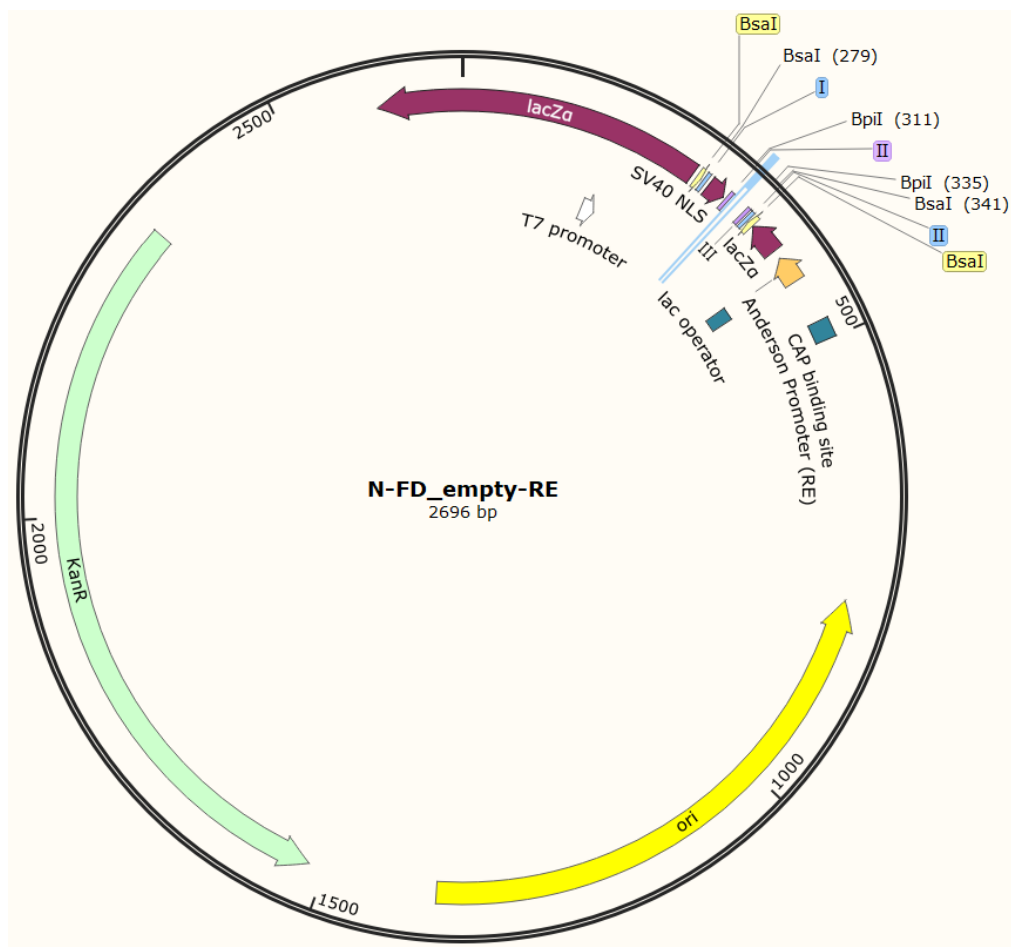 BsaI
BsaI (279)
I
BpiI (311)
II
BpiI (335)
BsaI (341)
II
BsaI
2500
lacZα
SV40 NLS
T7 promoter
III
lacZα
500
lac operator
Anderson Promoter (RE)
CAP binding site
N-FD_empty-RE
2696 bp
2000
KanR
1000
ori
1500